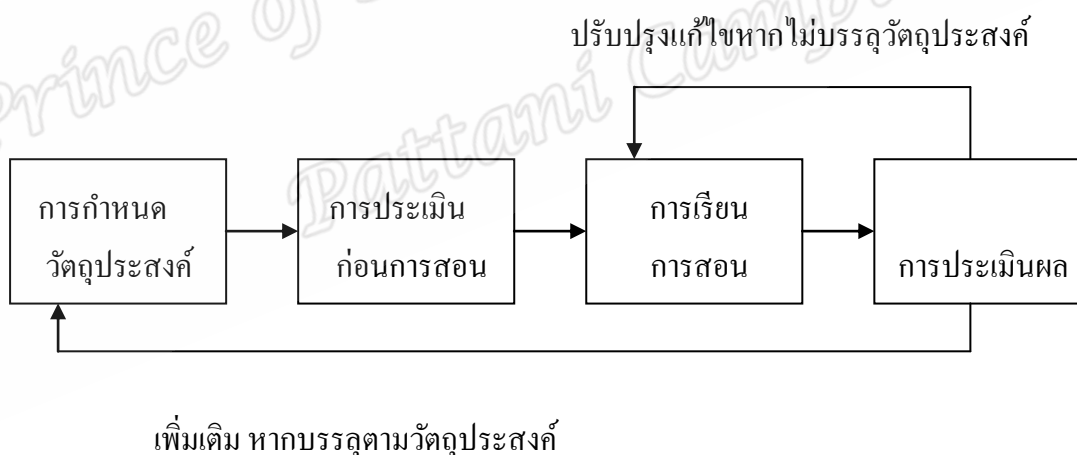 Prince of
Pattani Camp
ปรับปรุงแก้ไขหากไม่บรรลุวัตถุประสงค์
การกำหนด
วัตถุประสงค์
การประเมิน
ก่อนการสอน
การเรียน
การสอน
การประเมินผล
เพิ่มเติม หากบรรลุตามวัตถุประสงค์